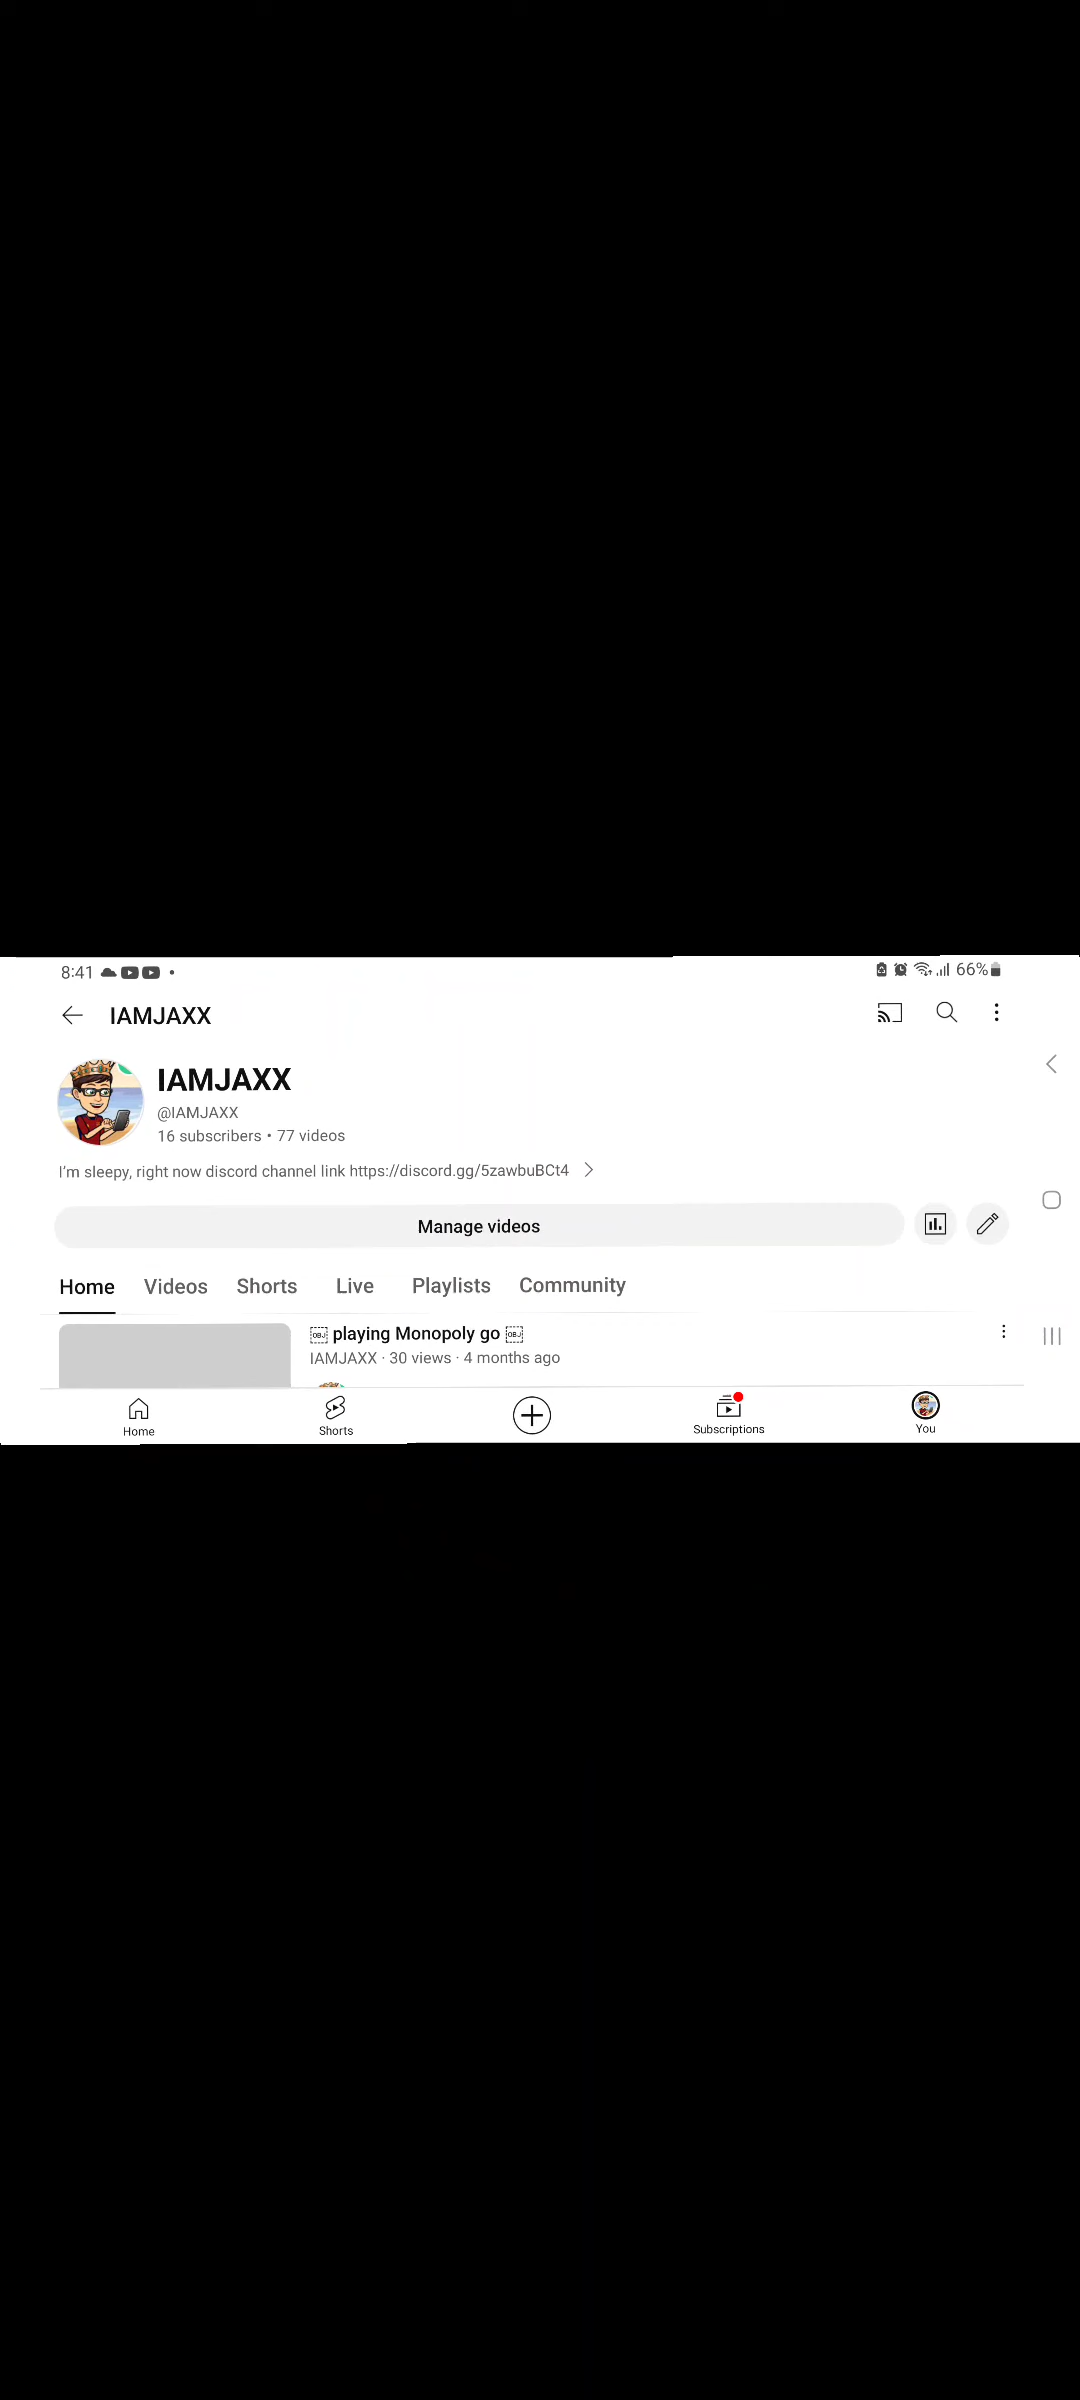 8:41
66%
IAMJAXX
IAMJAXX
@IAMJAXX
16 subscribers • 77 videos
I'm sleepy, right now discord channel link https://discord.gg/5zawbuBCt4
Manage videos
Home Videos Shorts Live Playlists Community
playing Monopoly go
IAMJAXX · 30 views · 4 months ago
Home Shorts Subscriptions You